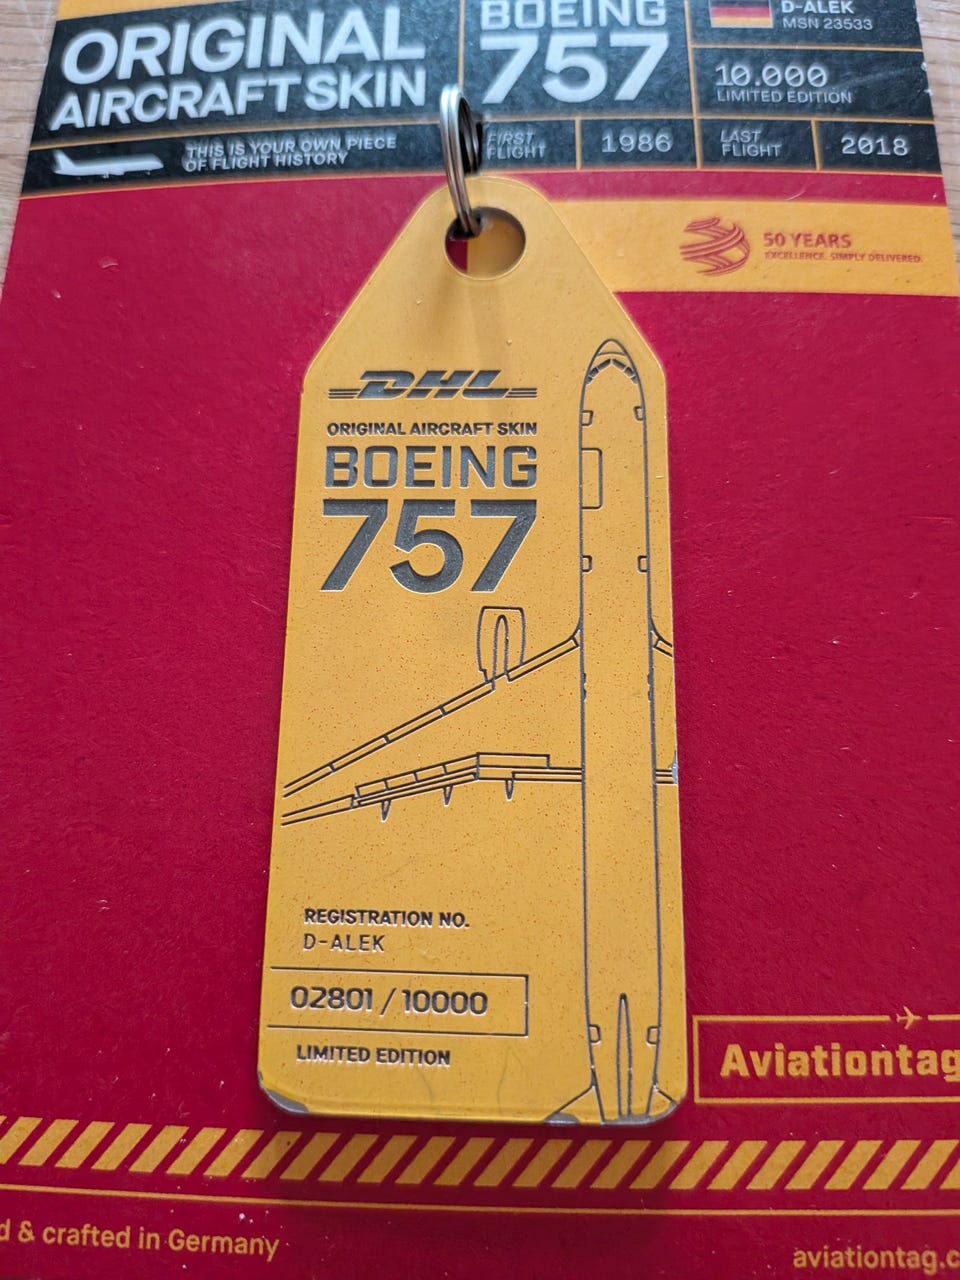 ORIGINAL
AIRCRAFT SKIN
THIS IS YOUR OWN PIECE
OF FLIGHT HISTORY
BOEING
757
D-ALEK
MSN 23533
10.000
LIMITED EDITION
FIRST
FLIGHT
1986
LAST
FLIGHT
2018
50 YEARS
EXCELLENCE. SIMPLY DELIVERED.
DHL
ORIGINAL AIRCRAFT SKIN
BOEING
757
REGISTRATION NO.
D-ALEK
02801 / 10000
LIMITED EDITION
Aviationtag
d & crafted in Germany
aviationtag.c